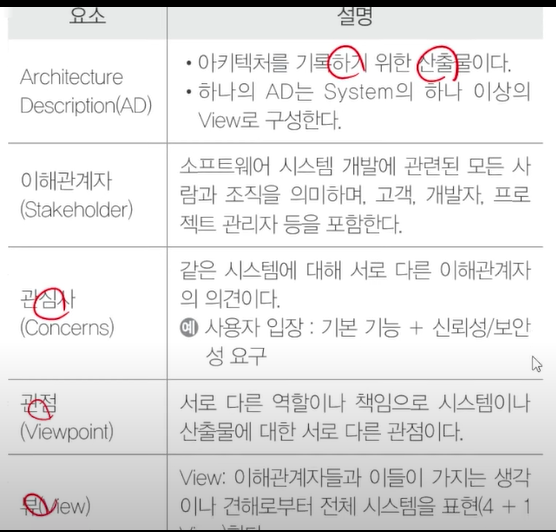 요소 설명
Architecture
Description(AD)
• 아키텍처를 기록하기 위한 산출물이다.
• 하나의 AD는 System의 하나 이상의
View로 구성한다.
이해관계자
(Stakeholder)
소프트웨어 시스템 개발에 관련된 모든 사
람과 조직을 의미하며, 고객, 개발자, 프로
젝트 관리자 등을 포함한다.
관심사
(Concerns)
같은 시스템에 대해 서로 다른 이해관계자
의 의견이다.
예 사용자 입장 : 기본 기능 + 신뢰성/보안
성 요구
관점
(Viewpoint)
서로 다른 역할이나 책임으로 시스템이나
산출물에 대한 서로 다른 관점이다.
뷰(View)
View: 이해관계자들과 이들이 가지는 생각
이나 견해로부터 전체 시스템을 표현(4 + 1